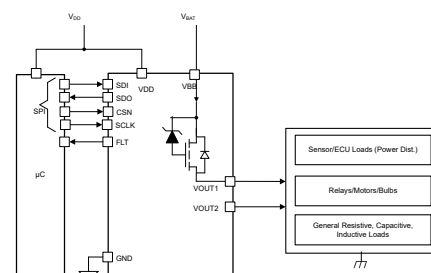 VDD
VBAT
SDI
SDO
CSN
SCLK
FLT
SPI
VDD
VBB
µC
VOUT1
VOUT2
GND
Sensor/ECU Loads (Power Dist.)
Relays/Motors/Bulbs
General Resistive, Capacitive,
Inductive Loads